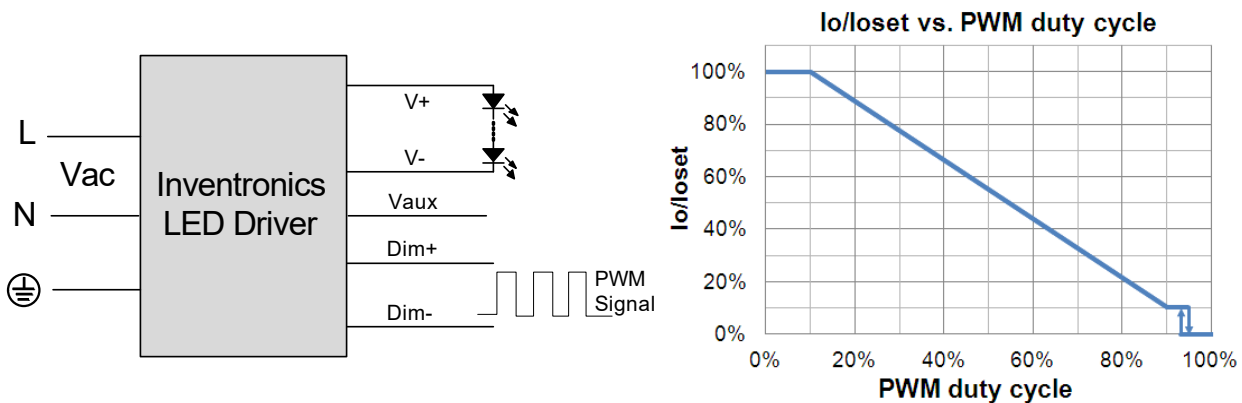 L
Vac
N
Inventronics
LED Driver
V+
V-
Vaux
Dim+
Dim-
PWM
Signal
Io/Ioset vs. PWM duty cycle
Io/Ioset
100%
80%
60%
40%
20%
0%
0% 20% 40% 60% 80% 100%
PWM duty cycle